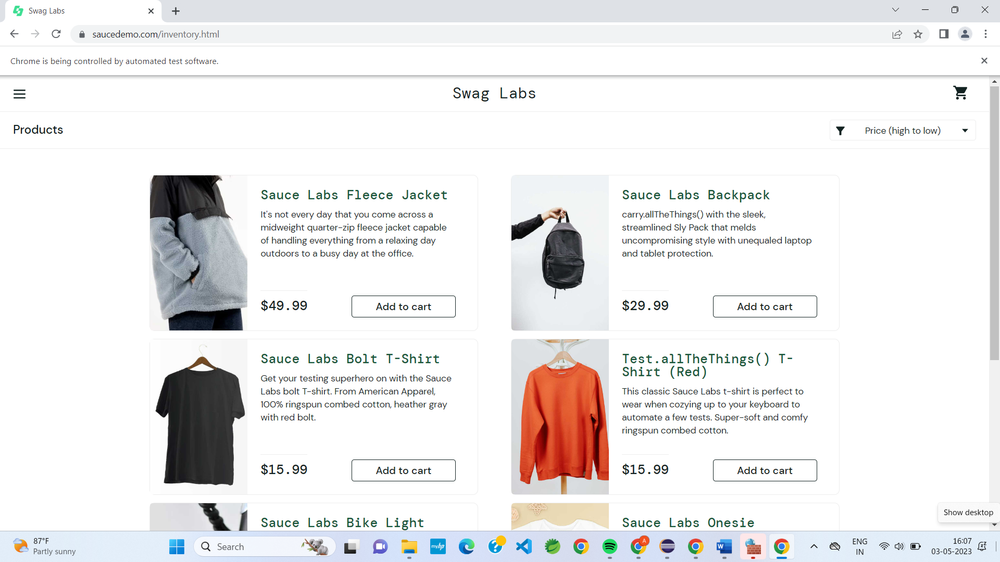 Swag Labs
saucedemo.com/inventory.html
Chrome is being controlled by automated test software.
Swag Labs
Products
Price (high to low)
Sauce Labs Fleece Jacket
It's not every day that you come across a
midweight quarter-zip fleece jacket capable
of handling everything from a relaxing day
outdoors to a busy day at the office.
$49.99
Add to cart
Sauce Labs Backpack
carry.allTheThings() with the sleek,
streamlined Sly Pack that melds
uncompromising style with unequaled laptop
and tablet protection.
$29.99
Add to cart
Sauce Labs Bolt T-Shirt
Get your testing superhero on with the Sauce
Labs bolt T-shirt. From American Apparel,
100% ringspun combed cotton, heather gray
with red bolt.
$15.99
Add to cart
Test.allTheThings() T-
Shirt (Red)
This classic Sauce Labs t-shirt is perfect to
wear when cozying up to your keyboard to
automate a few tests. Super-soft and comfy
ringspun combed cotton.
$15.99
Add to cart
Sauce Labs Bike Light
Sauce Labs Onesie
Show desktop
87°F
Partly sunny
Search
myhp
A
W
ENG
IN
16:07
03-05-2023